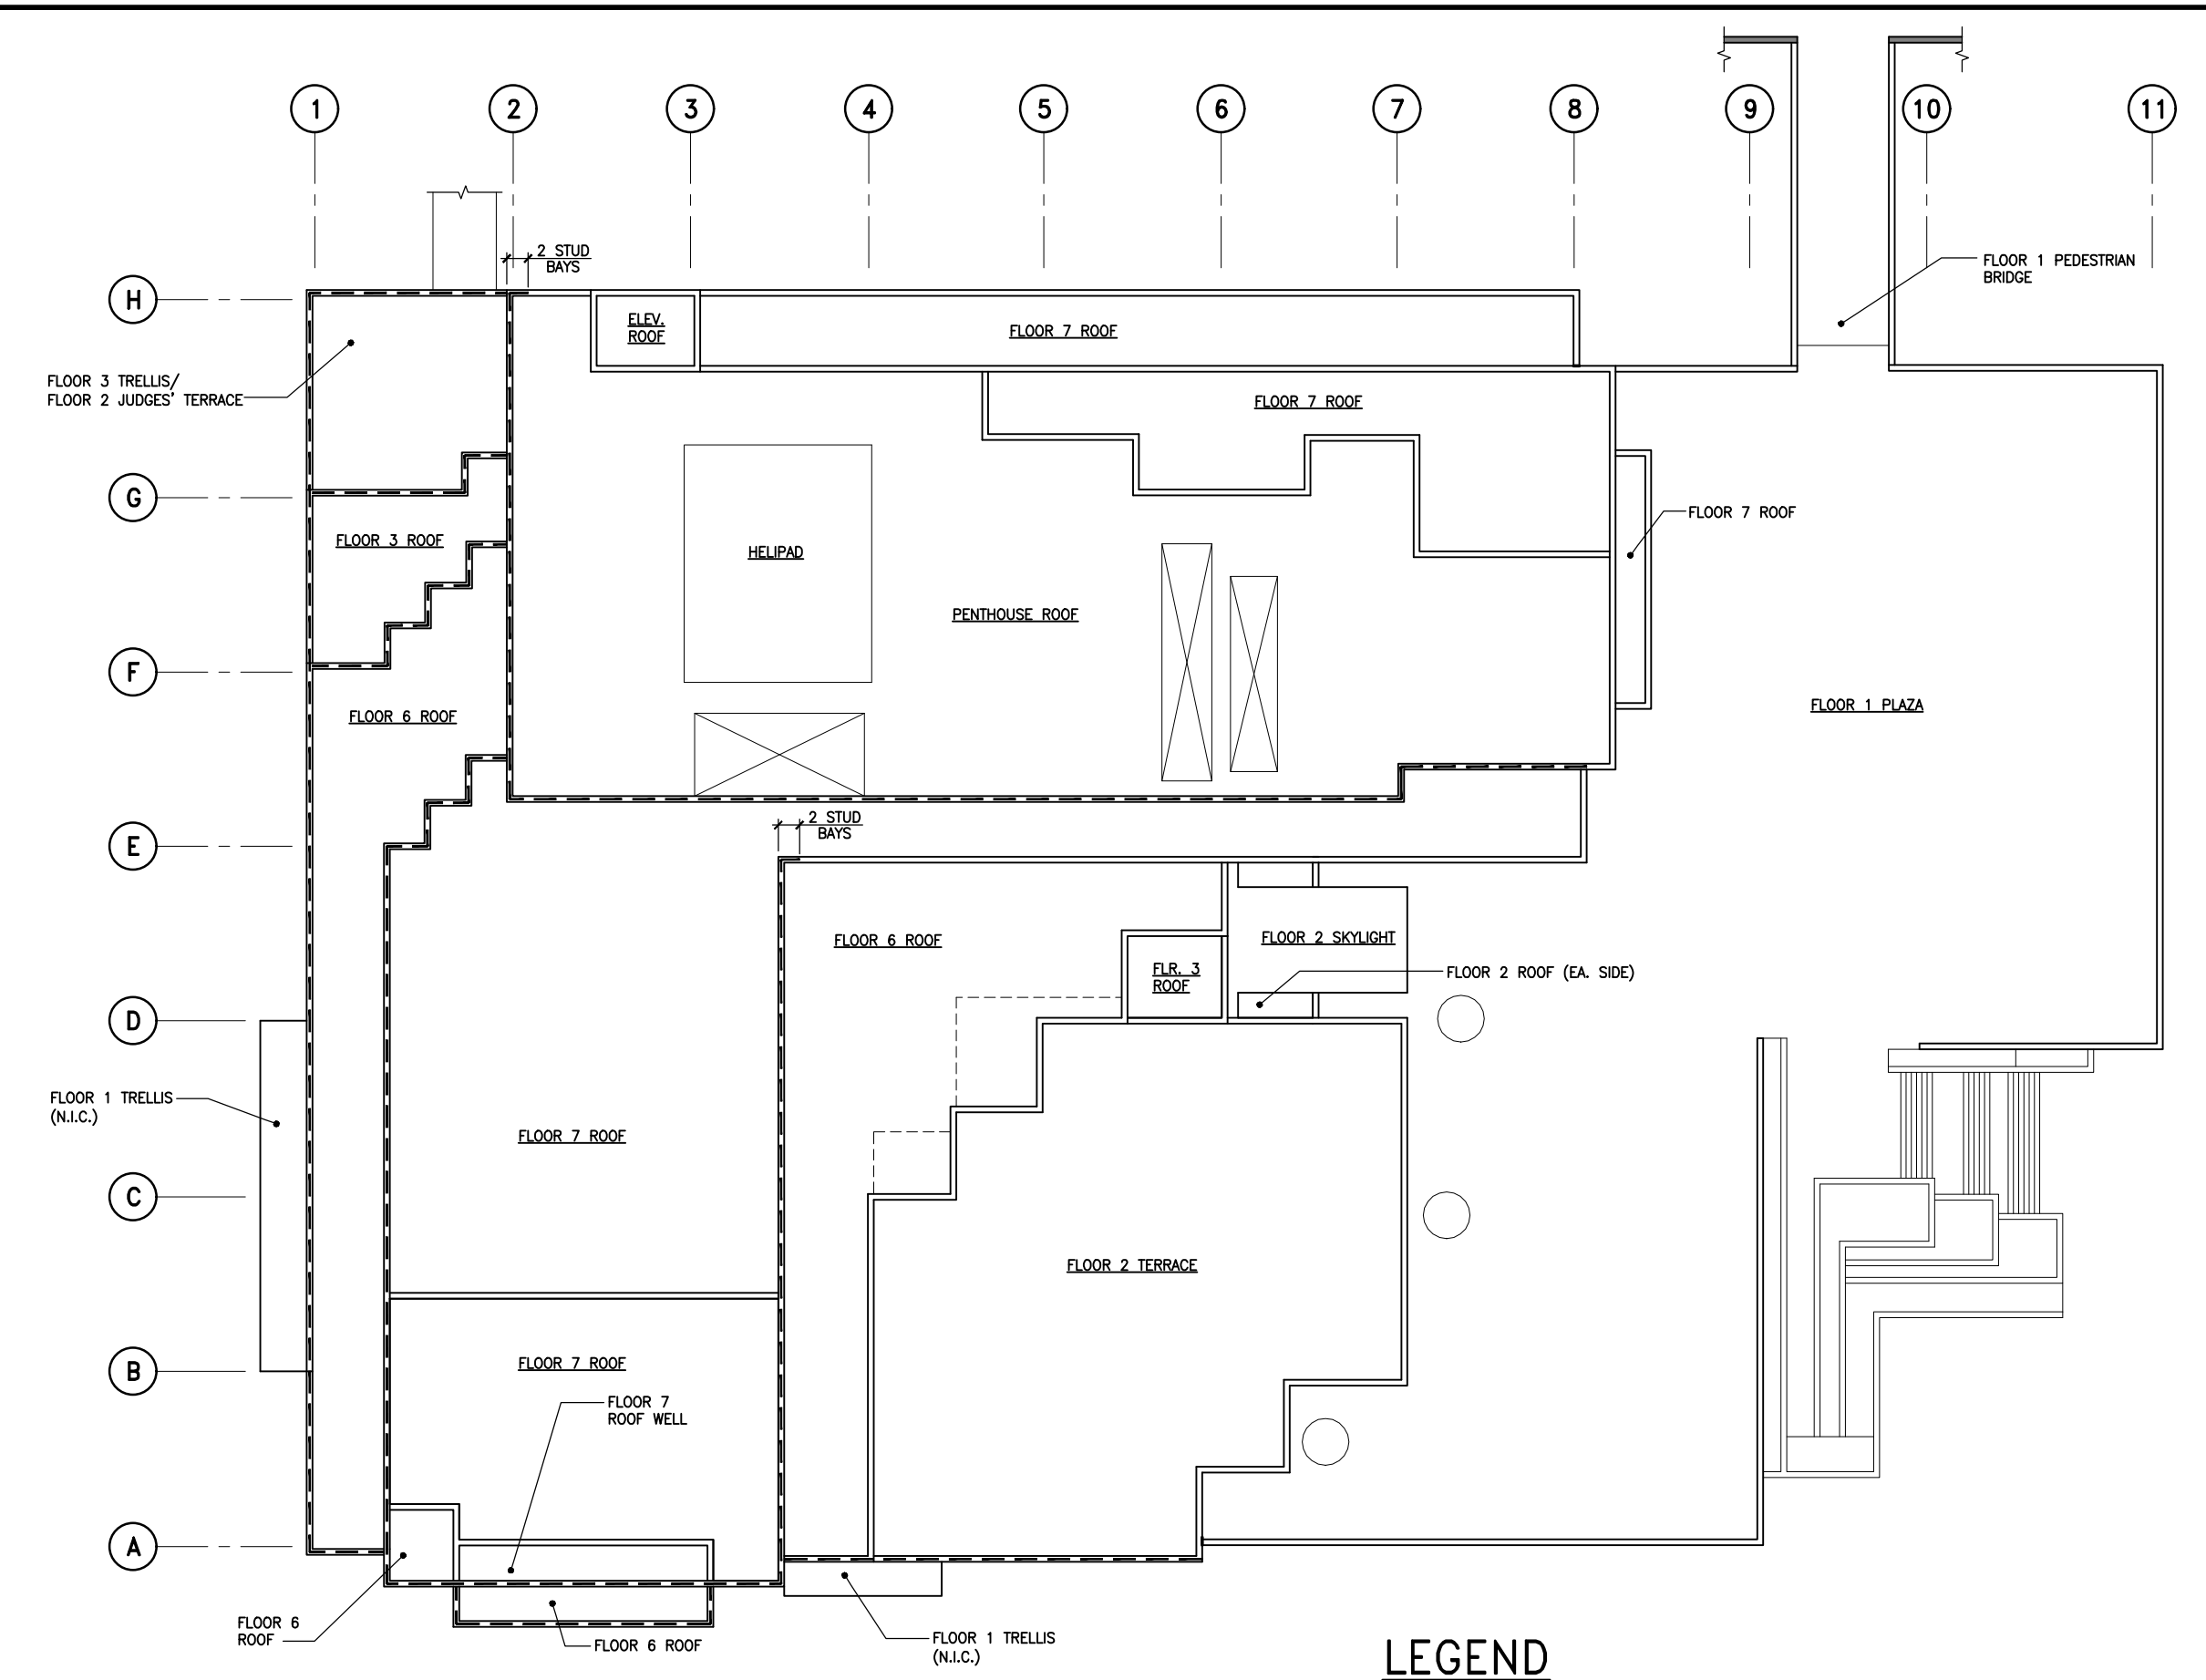 1 2 3 4 5 6 7 8 9 10 11
2 STUD
BAYS
FLOOR 1 PEDESTRIAN
BRIDGE
H
ELEV.
ROOF
FLOOR 7 ROOF
FLOOR 3 TRELLIS/
FLOOR 2 JUDGES' TERRACE
FLOOR 7 ROOF
G
FLOOR 7 ROOF
FLOOR 3 ROOF
HELIPAD
PENTHOUSE ROOF
F
FLOOR 6 ROOF
FLOOR 1 PLAZA
2 STUD
BAYS
E
FLOOR 6 ROOF
FLOOR 2 SKYLIGHT
FLR. 3
ROOF
FLOOR 2 ROOF (EA. SIDE)
D
FLOOR 1 TRELLIS
(N.I.C.)
FLOOR 7 ROOF
C
FLOOR 2 TERRACE
B
FLOOR 7 ROOF
FLOOR 7
ROOF WELL
A
FLOOR 6
ROOF
FLOOR 6 ROOF
FLOOR 1 TRELLIS
(N.I.C.)
LEGEND